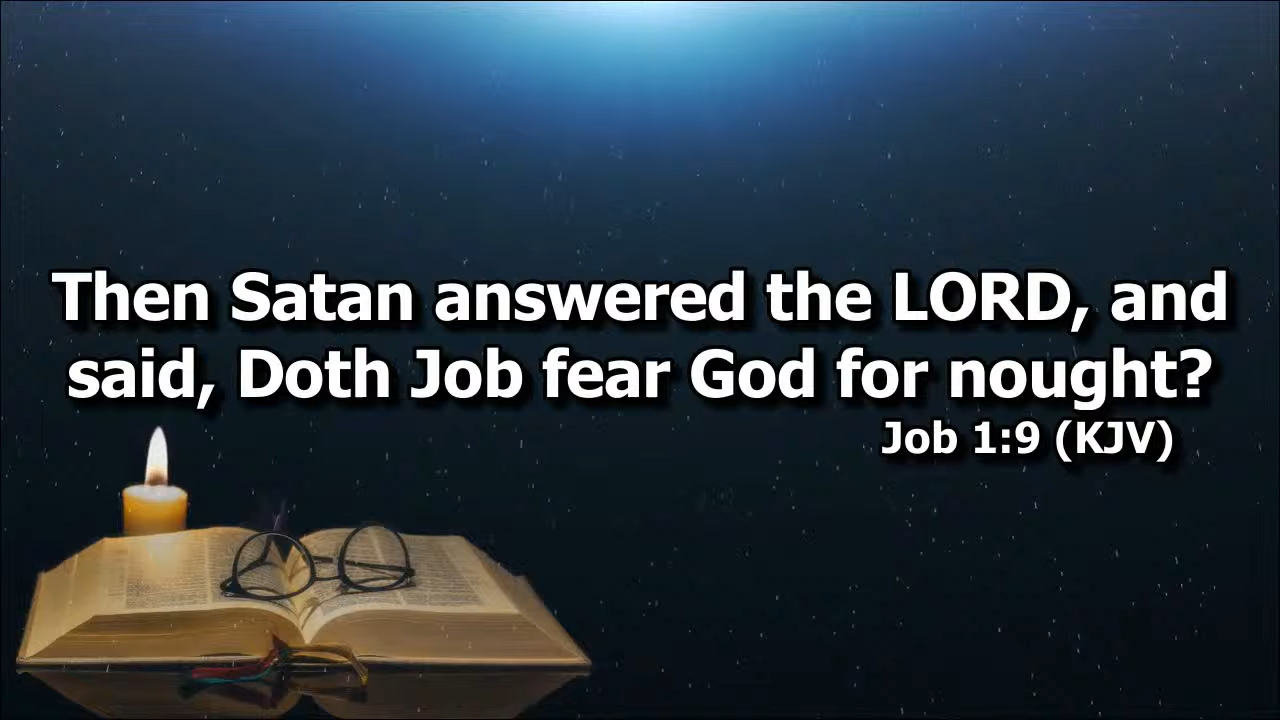 Then Satan answered the LORD, and
said, Doth Job fear God for nought?
Job 1:9 (KJV)